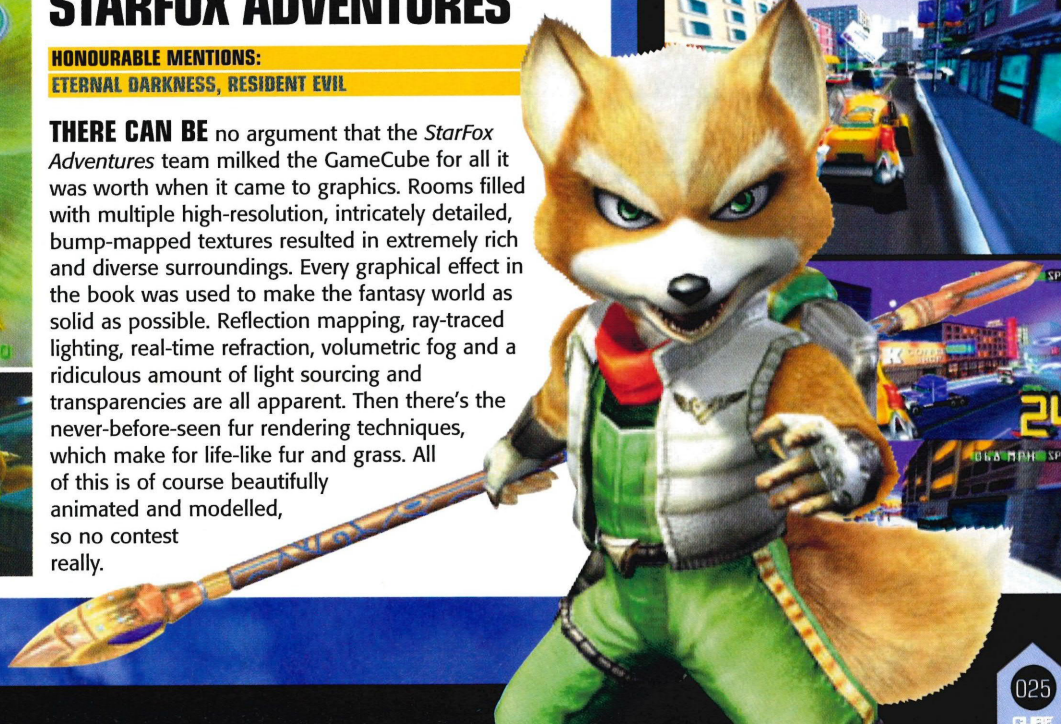 STARFOX ADVENTURES
HONOURABLE MENTIONS:
ETERNAL DARKNESS, RESIDENT EVIL
THERE CAN BE no argument that the StarFox
Adventures team milked the GameCube for all it
was worth when it came to graphics. Rooms filled
with multiple high-resolution, intricately detailed,
bump-mapped textures resulted in extremely rich
and diverse surroundings. Every graphical effect in
the book was used to make the fantasy world as
solid as possible. Reflection mapping, ray-traced
lighting, real-time refraction, volumetric fog and a
ridiculous amount of light sourcing and
transparencies are all apparent. Then there's the
never-before-seen fur rendering techniques,
which make for life-like fur and grass. All
of this is of course beautifully
animated and modelled,
so no contest
really.
SP
24
068 MPH SP
025